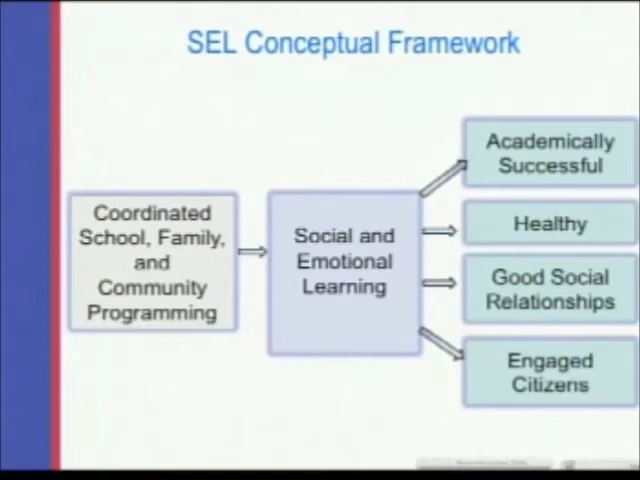 SEL Conceptual Framework
Coordinated
School, Family,
and
Community
Programming
Social and
Emotional
Learning
Academically
Successful
Healthy
Good Social
Relationships
Engaged
Citizens